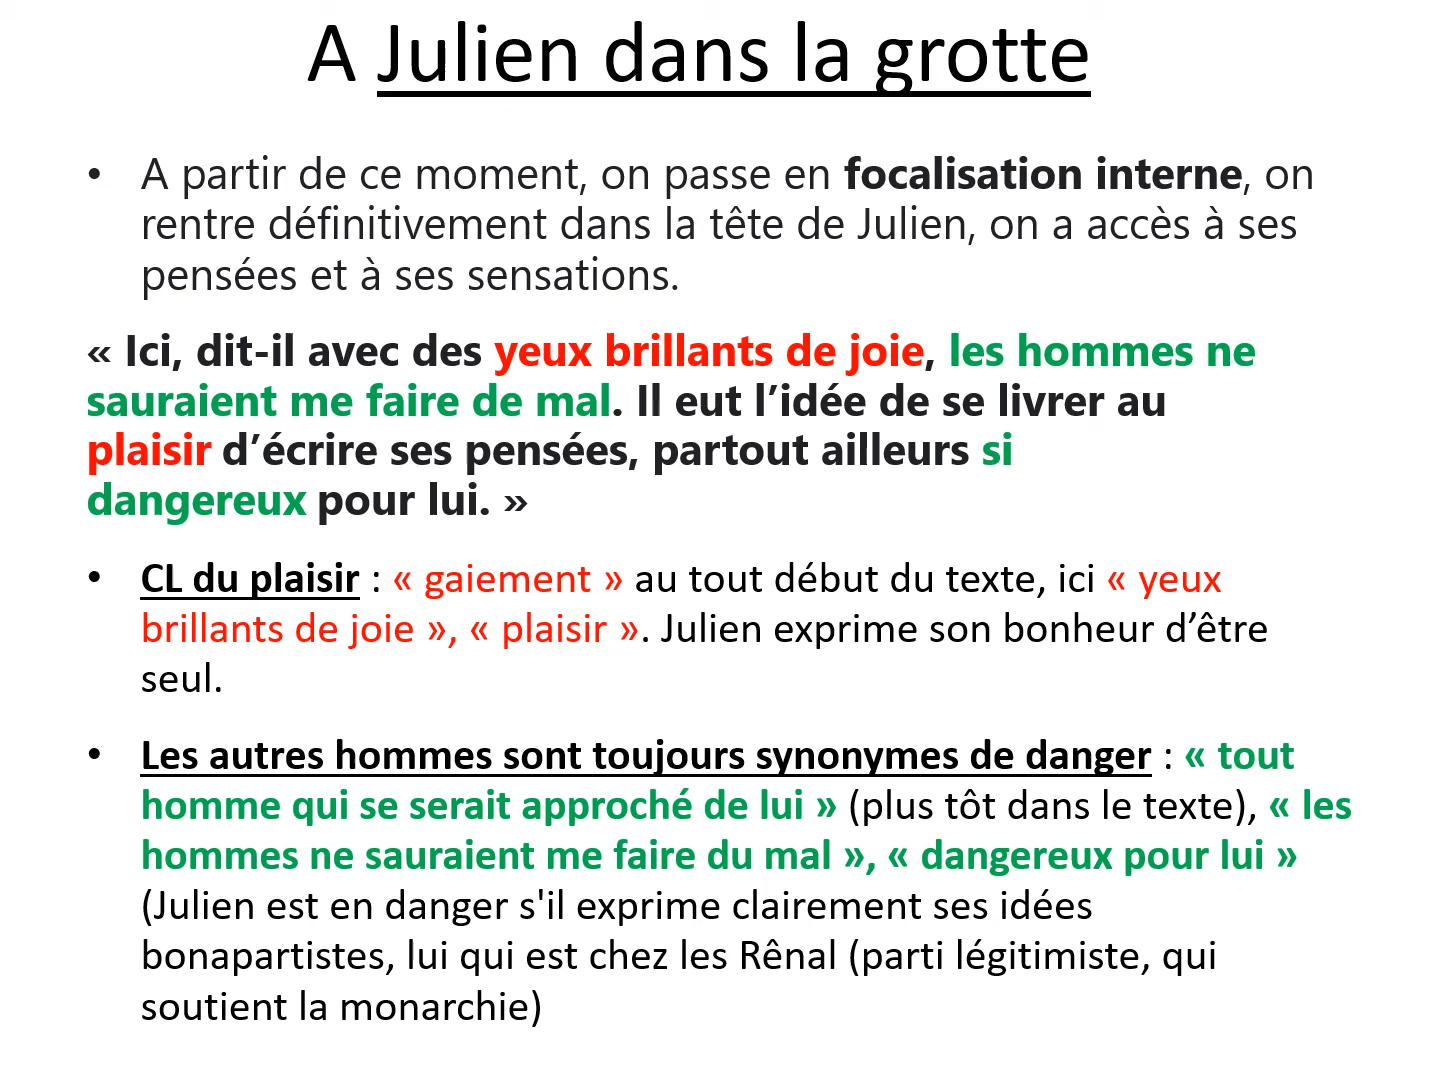 A Julien dans la grotte
• A partir de ce moment, on passe en focalisation interne, on
rentre définitivement dans la tête de Julien, on a accès à ses
pensées et à ses sensations.
« Ici, dit-il avec des yeux brillants de joie, les hommes ne
sauraient me faire de mal. Il eut l’idée de se livrer au
plaisir d’écrire ses pensées, partout ailleurs si
dangereux pour lui. »
• CL du plaisir : « gaiement » au tout début du texte, ici « yeux
brillants de joie », « plaisir ». Julien exprime son bonheur d’être
seul.
• Les autres hommes sont toujours synonymes de danger : « tout
homme qui se serait approché de lui » (plus tôt dans le texte), « les
hommes ne sauraient me faire du mal », « dangereux pour lui »
(Julien est en danger s'il exprime clairement ses idées
bonapartistes, lui qui est chez les Rênal (parti légitimiste, qui
soutient la monarchie)